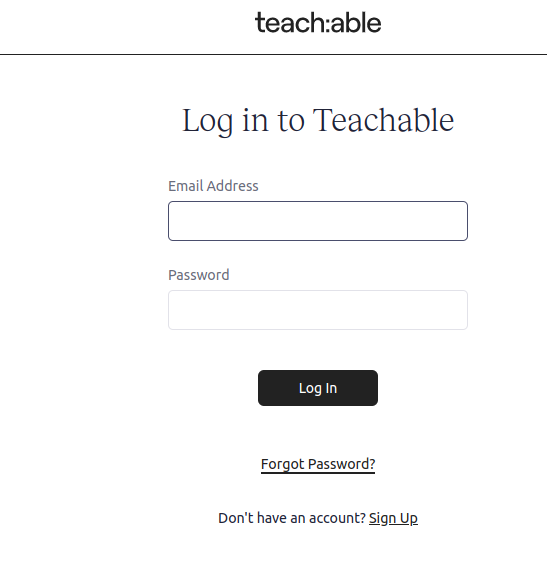 teach:able
Log in to Teachable
Email Address
Password
Log In
Forgot Password?
Don't have an account? Sign Up